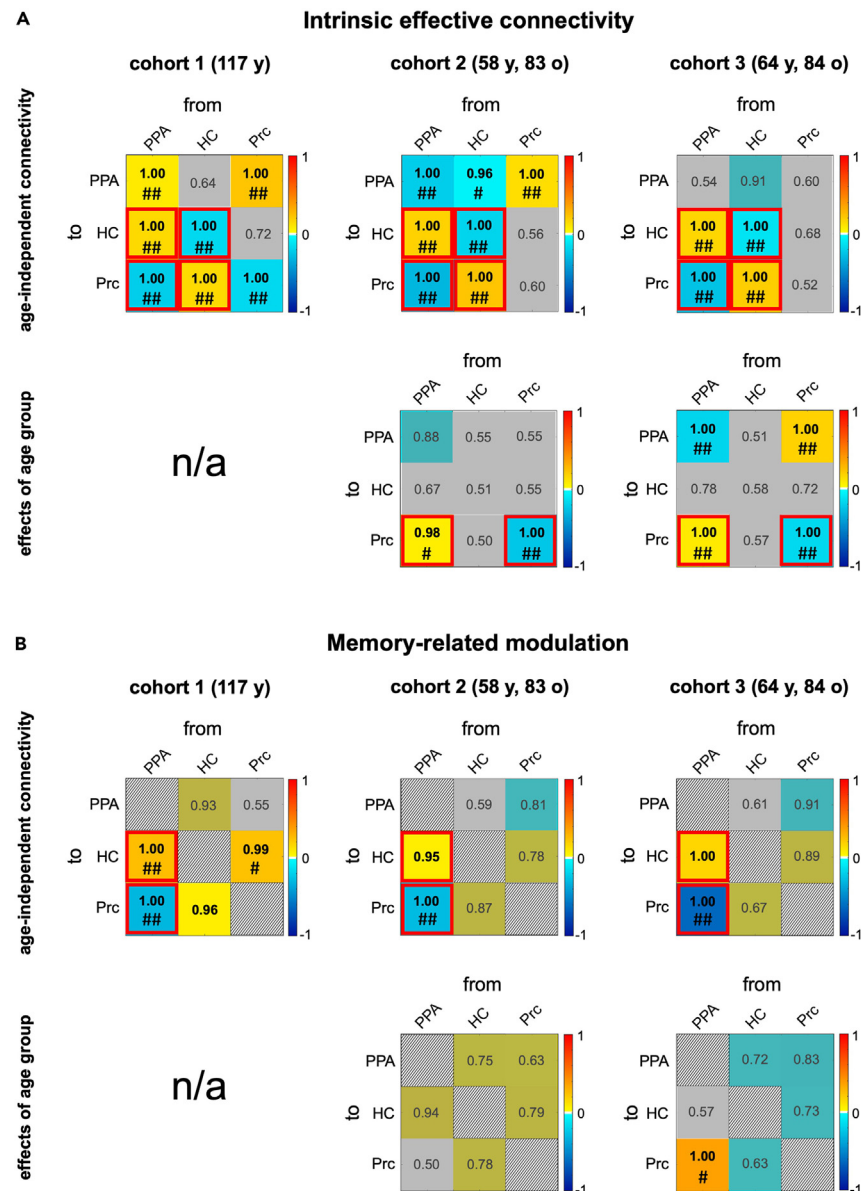 A
Intrinsic effective connectivity
cohort 1 (117 y) cohort 2 (58 y, 83 o) cohort 3 (64 y, 84 o)
age-independent connectivity
from from from
PPA HC Prc PPA HC Prc PPA HC Prc
to to to
PPA 1.00 0.64 1.00 1 PPA 1.00 0.96 1.00 1 PPA 0.54 0.91 0.60 1
## ## ## # ##
HC 1.00 1.00 0.72 0 HC 1.00 1.00 0.56 0 HC 1.00 1.00 0.68 0
## ## ## ## ## ##
Prc 1.00 1.00 1.00 -1 Prc 1.00 1.00 0.60 -1 Prc 1.00 1.00 0.52 -1
## ## ## ## ## ## ##
effects of age group
from from
PPA HC Prc PPA HC Prc
n/a
to to
PPA 0.88 0.55 0.55 1 PPA 1.00 0.51 1.00 1
## ##
HC 0.67 0.51 0.55 0 HC 0.78 0.58 0.72 0
Prc 0.98 0.50 1.00 -1 Prc 1.00 0.57 1.00 -1
# ## ## ##
B
Memory-related modulation
cohort 1 (117 y) cohort 2 (58 y, 83 o) cohort 3 (64 y, 84 o)
age-independent connectivity
from from from
PPA HC Prc PPA HC Prc PPA HC Prc
to to to
PPA 0.93 0.55 1 PPA 0.59 0.81 1 PPA 0.61 0.91 1
HC 1.00 0.99 0 HC 0.95 0.78 0 HC 1.00 0.89 0
## #
Prc 1.00 0.96 -1 Prc 1.00 0.87 -1 Prc 1.00 0.67 -1
## ## ##
effects of age group
from from
PPA HC Prc PPA HC Prc
n/a
to to
PPA 0.75 0.63 1 PPA 0.72 0.83 1
HC 0.94 0.79 0 HC 0.57 0.73 0
Prc 0.50 0.78 -1 Prc 1.00 0.63 -1
#